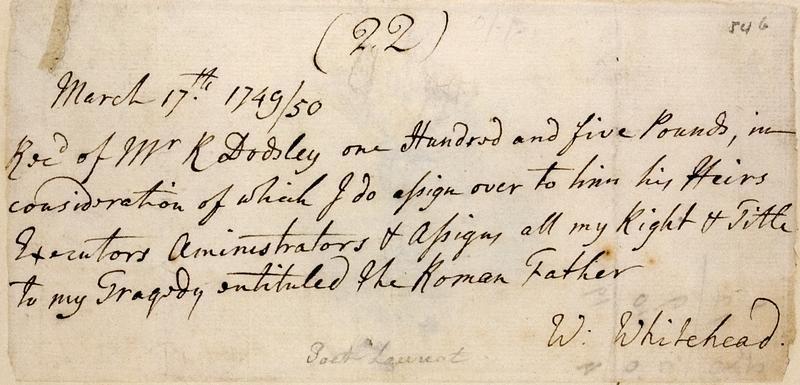 (22)
546
March 17th. 1749/50
Rec'd of Mr R Dodsley one Hundred and five Pounds, in
consideration of which I do assign over to him his Heirs
Executors Aministrators & Assigns all my Right & Title
to my Tragedy entituled the Roman Father
W: Whitehead.
Poet Laureat